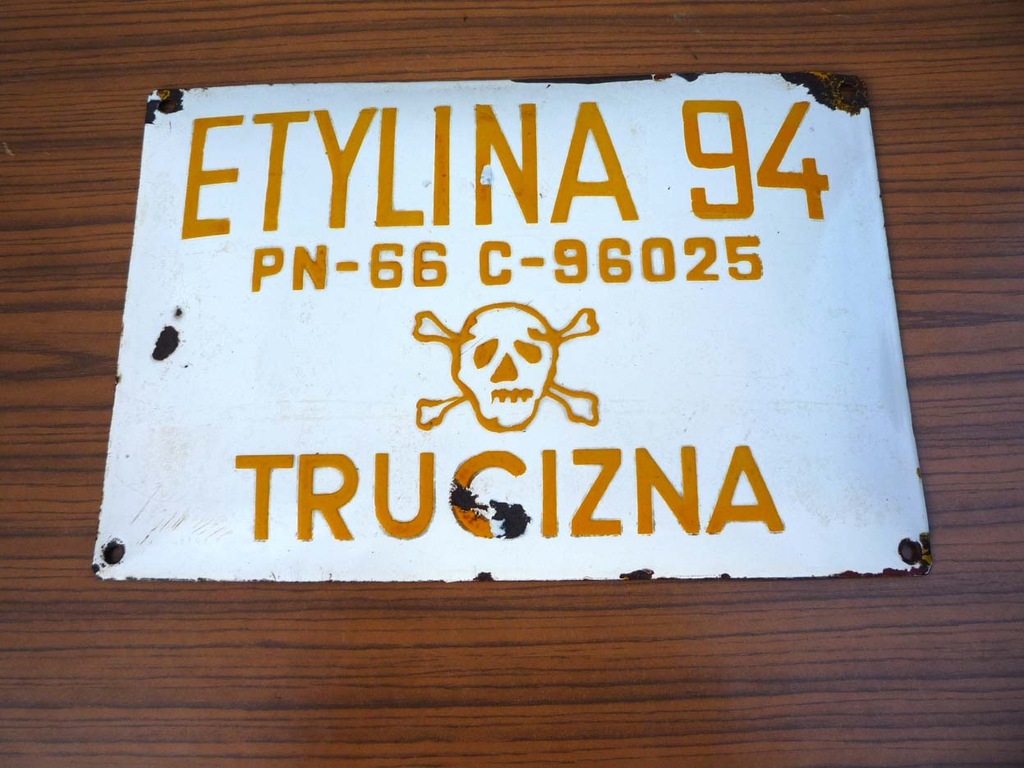 ETYLINA 94
PN-66 C-96025
TRUCIZNA